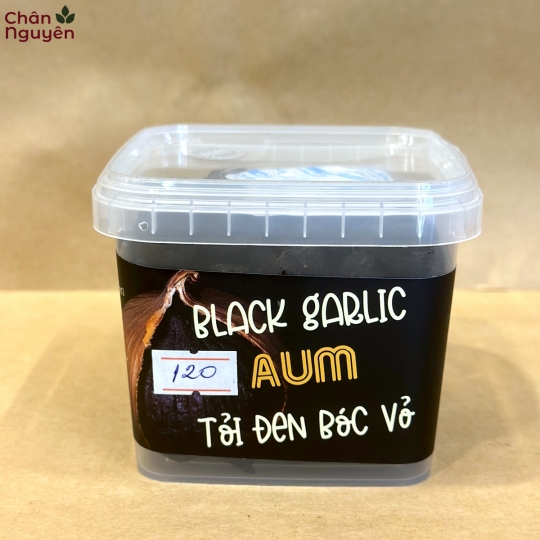 Chân
Nguyên
BLACK GARLIC
AUM
120
TỎI ĐEN BÓC VỎ